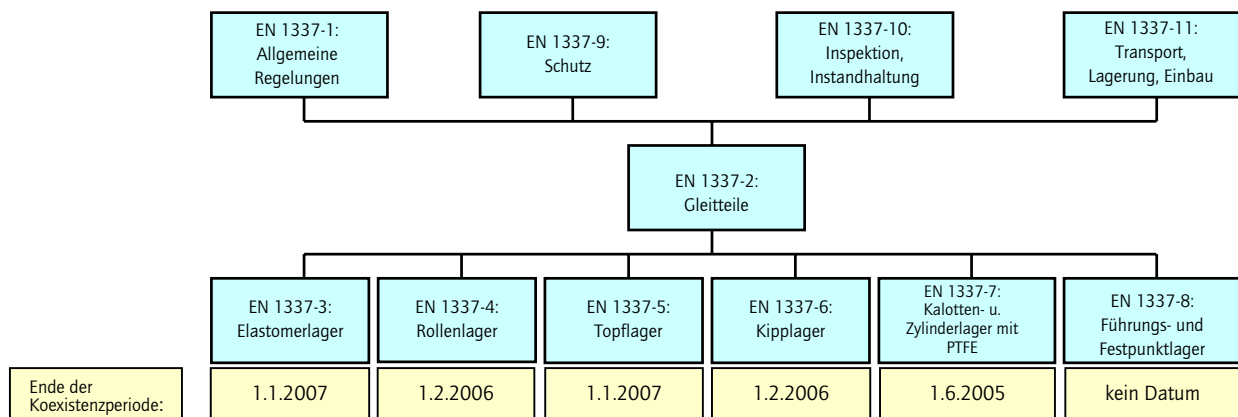 EN 1337-1:
Allgemeine
Regelungen
EN 1337-9:
Schutz
EN 1337-10:
Inspektion,
Instandhaltung
EN 1337-11:
Transport,
Lagerung, Einbau
EN 1337-2:
Gleitteile
EN 1337-3:
Elastomerlager
EN 1337-4:
Rollenlager
EN 1337-5:
Topflager
EN 1337-6:
Kipplager
EN 1337-7:
Kalotten- u.
Zylinderlager mit
PTFE
EN 1337-8:
Führungs- und
Festpunktlager
Ende der
Koexistenzperiode:
1.1.2007
1.2.2006
1.1.2007
1.2.2006
1.6.2005
kein Datum